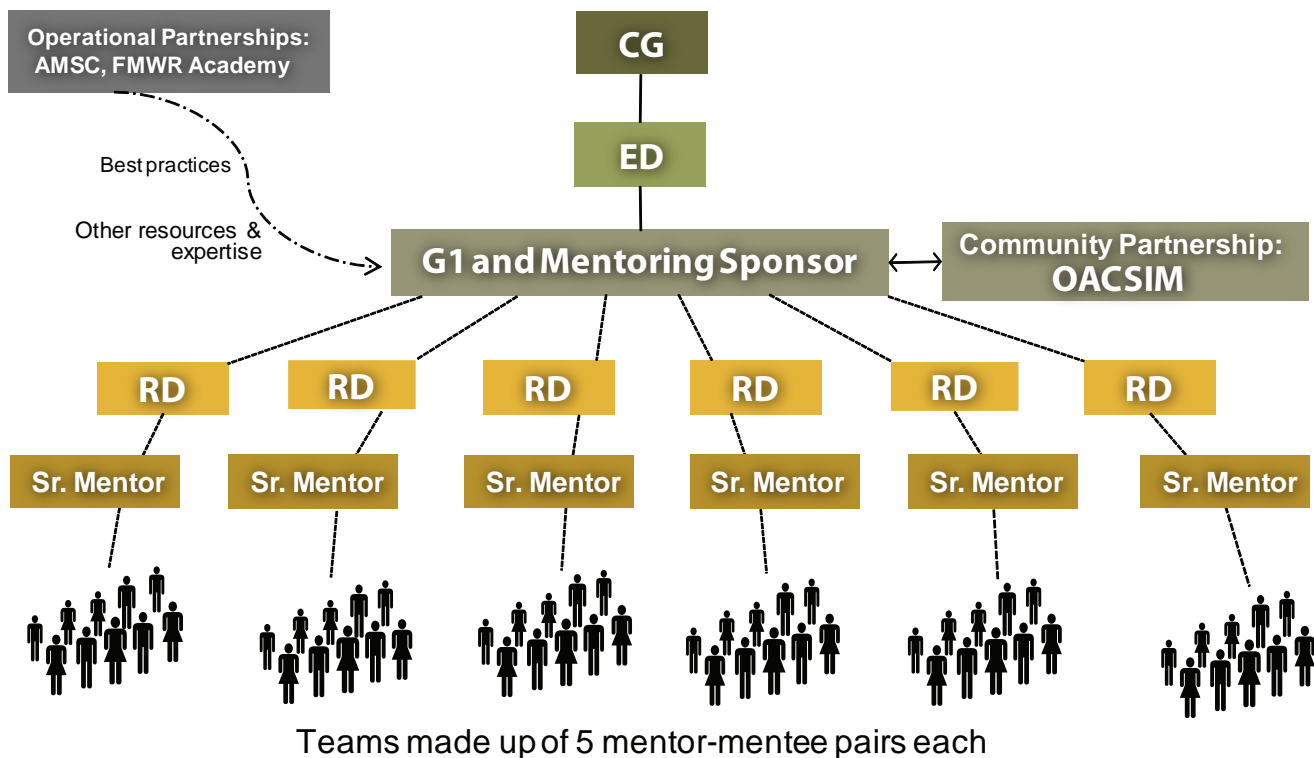 Operational Partnerships:
AMSC, FMWR Academy
CG
ED
Best practices
Other resources &
expertise
G1 and Mentoring Sponsor
Community Partnership:
OACSIM
RD
RD
RD
RD
RD
RD
Sr. Mentor
Sr. Mentor
Sr. Mentor
Sr. Mentor
Sr. Mentor
Sr. Mentor
Teams made up of 5 mentor-mentee pairs each